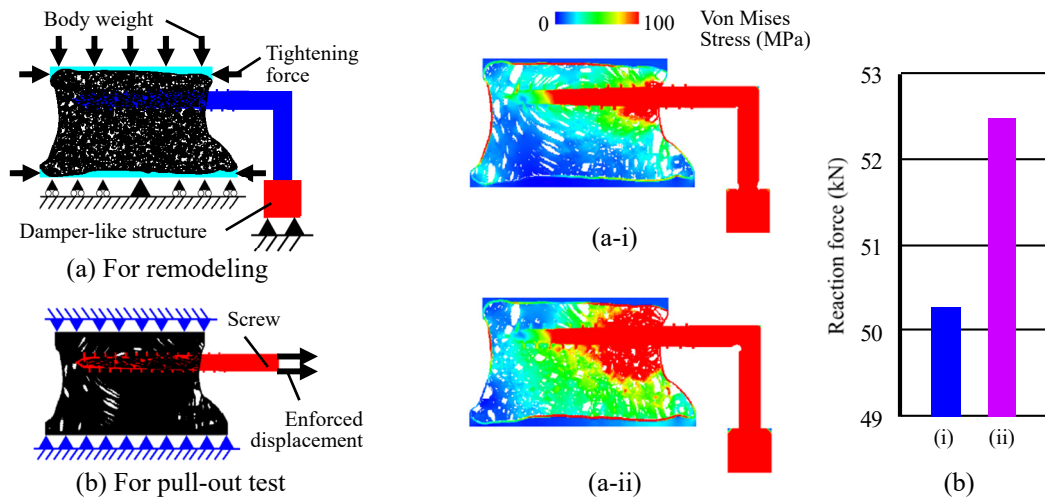 Body weight
Tightening
force
Damper-like structure
(a) For remodeling
Screw
Enforced
displacement
(b) For pull-out test
0
100
Von Mises
Stress (MPa)
(a-i)
(a-ii)
Reaction force (kN)
53
52
51
50
49
(i)
(ii)
(b)